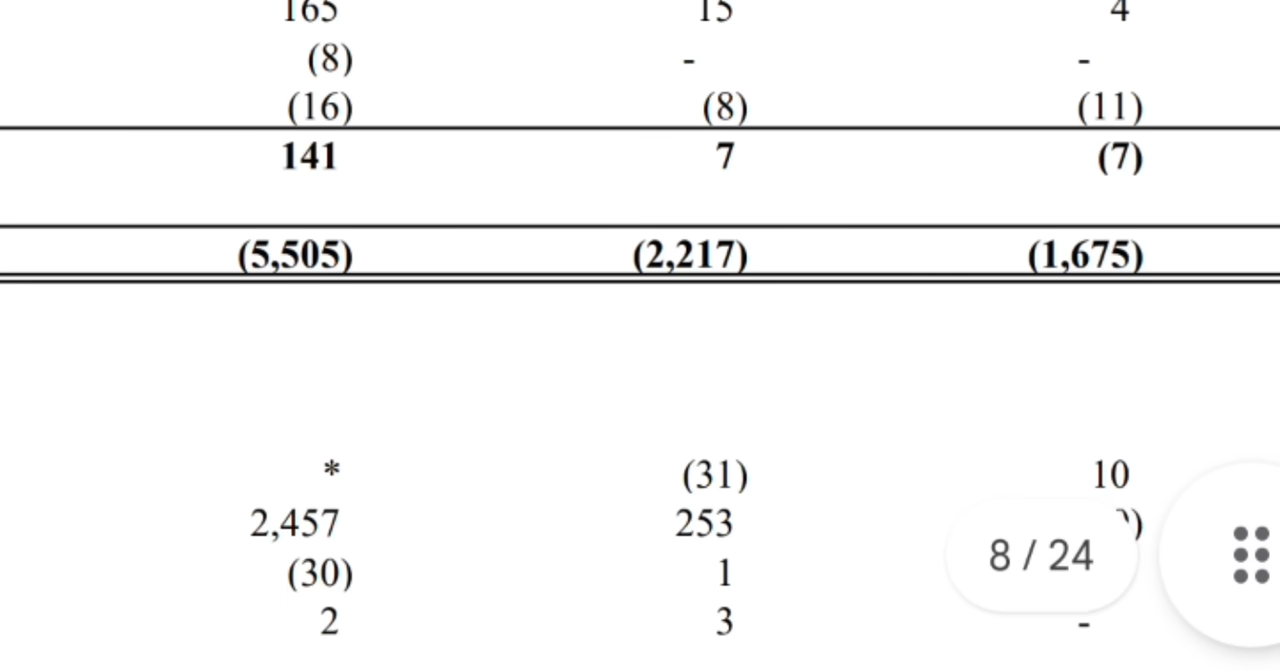 165 15 4
(8) - -
(16) (8) (11)
141 7 (7)
(5,505) (2,217) (1,675)
* (31) 10
2,457 253 )
(30) 1
8 / 24
2 3 -